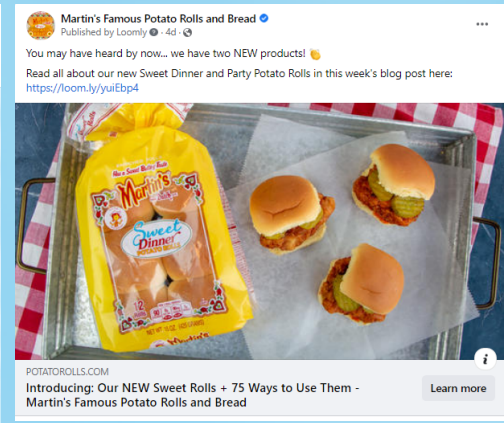 Martin's Famous Potato Rolls and Bread
Published by Loomly · 4d ·
You may have heard by now... we have two NEW products! 👏
Read all about our new Sweet Dinner and Party Potato Rolls in this week's blog post here:
https://loom.ly/yuiEbp4
Martin's
Sweet
Dinner
POTATO ROLLS
12
Martin's
POTATOROLLS.COM
Introducing: Our NEW Sweet Rolls + 75 Ways to Use Them -
Martin's Famous Potato Rolls and Bread
Learn more